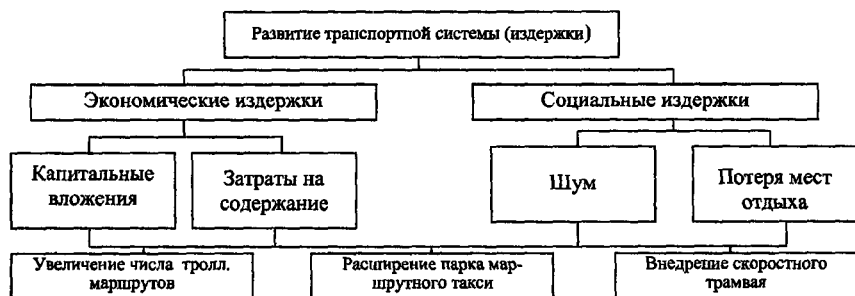 Развитие транспортной системы (издержки)
Экономические издержки
Социальные издержки
Капитальные
вложения
Затраты на
содержание
Шум
Потеря мест
отдыха
Увеличение числа тролл.
маршрутов
Расширение парка мар-
шрутного такси
Внедрение скоростного
трамвая